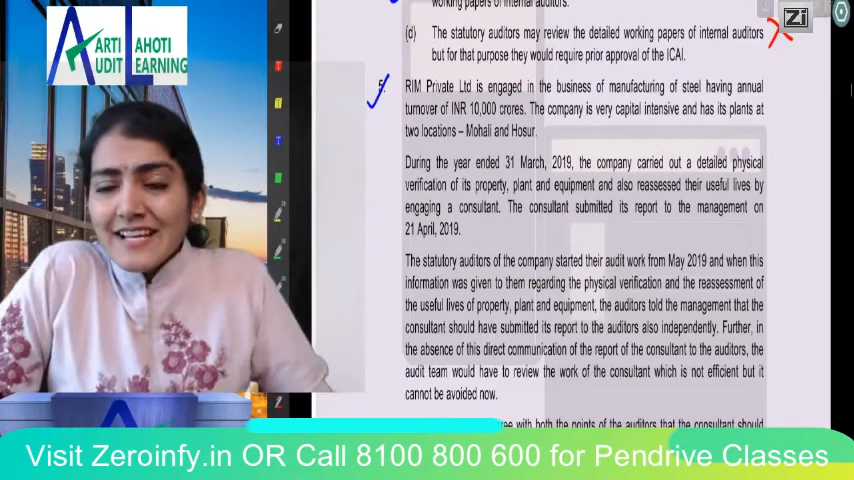 working papers of internal auditors.
(d) The statutory auditors may review the detailed working papers of internal auditors
but for that purpose they would require prior approval of the ICAI.
Zi
ARTI LAHOTI
AUDIT LEARNING
5. RIM Private Ltd is engaged in the business of manufacturing of steel having annual
turnover of INR 10,000 crores. The company is very capital intensive and has its plants at
two locations – Mohali and Hosur.
During the year ended 31 March, 2019, the company carried out a detailed physical
verification of its property, plant and equipment and also reassessed their useful lives by
engaging a consultant. The consultant submitted its report to the management on
21 April, 2019.
The statutory auditors of the company started their audit work from May 2019 and when this
information was given to them regarding the physical verification and the reassessment of
the useful lives of property, plant and equipment, the auditors told the management that the
consultant should have submitted its report to the auditors also independently. Further, in
the absence of this direct communication of the report of the consultant to the auditors, the
audit team would have to review the work of the consultant which is not efficient but it
cannot be avoided now.
with both the points of the auditors that the consultant should
Visit Zeroinfy.in OR Call 8100 800 600 for Pendrive Classes